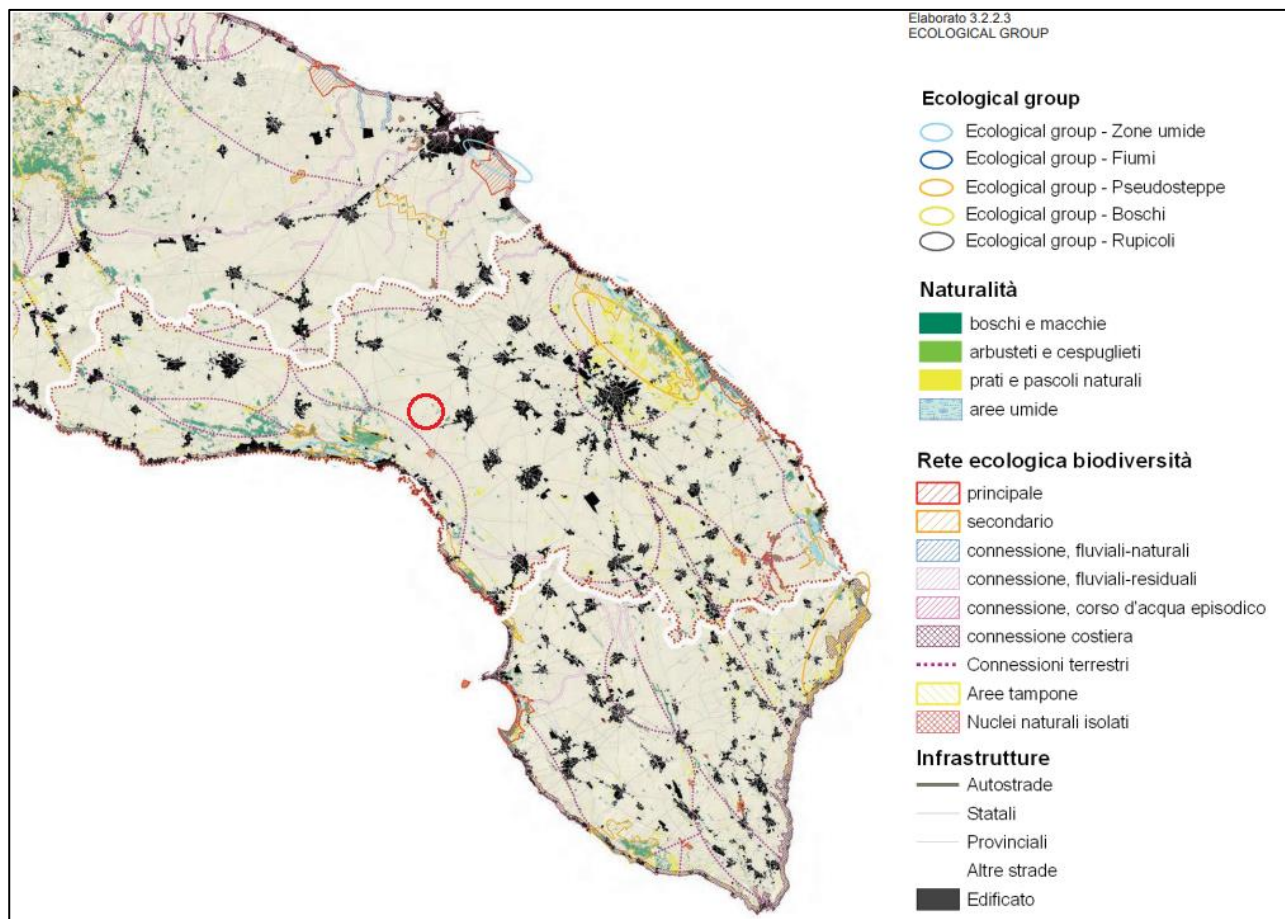 Elaborato 3.2.2.3
ECOLOGICAL GROUP
Ecological group
Ecological group - Zone umide
Ecological group - Fiumi
Ecological group - Pseudosteppe
Ecological group - Boschi
Ecological group - Rupicoli
Naturalità
boschi e macchie
arbusteti e cespuglieti
prati e pascoli naturali
aree umide
Rete ecologica biodiversità
principale
secondario
connessione, fluviali-naturali
connessione, fluviali-residuali
connessione, corso d'acqua episodico
connessione costiera
Connessioni terrestri
Aree tampone
Nuclei naturali isolati
Infrastrutture
Autostrade
Statali
Provinciali
Altre strade
Edificato